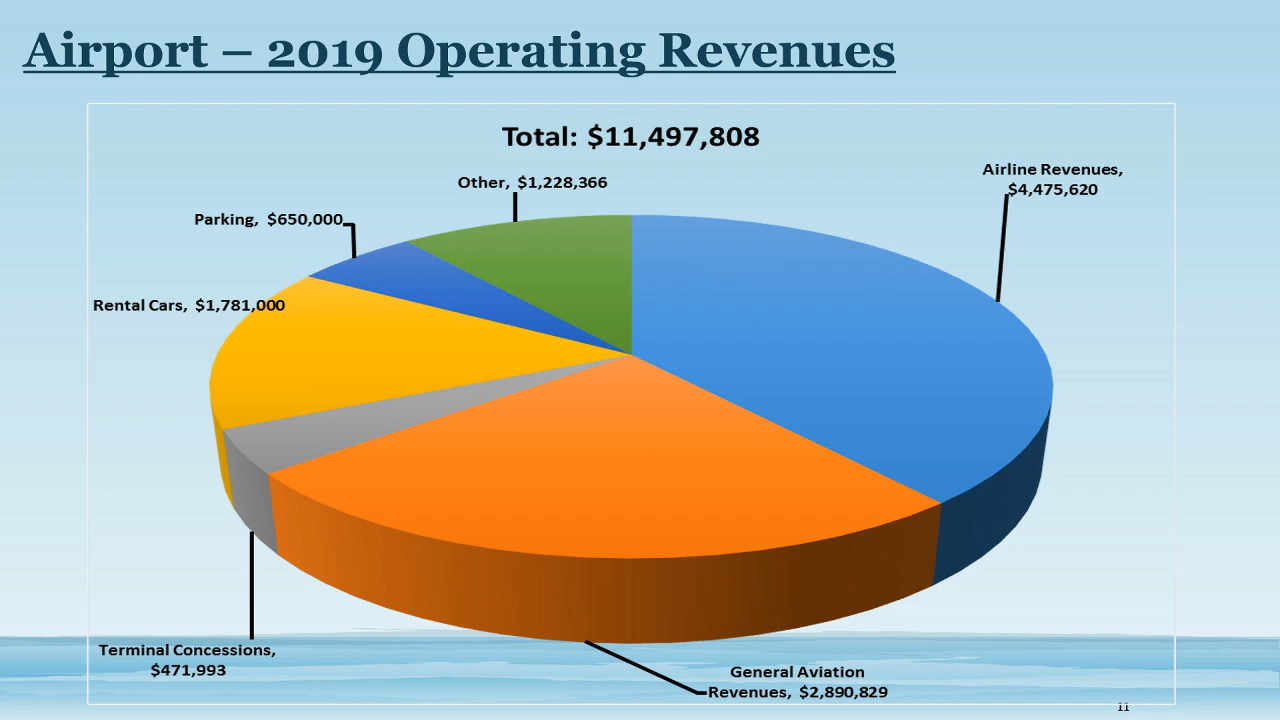 Airport – 2019 Operating Revenues
Total: $11,497,808
Airline Revenues,
$4,475,620
Other, $1,228,366
Parking, $650,000
Rental Cars, $1,781,000
Terminal Concessions,
$471,993
General Aviation
Revenues, $2,890,829
11